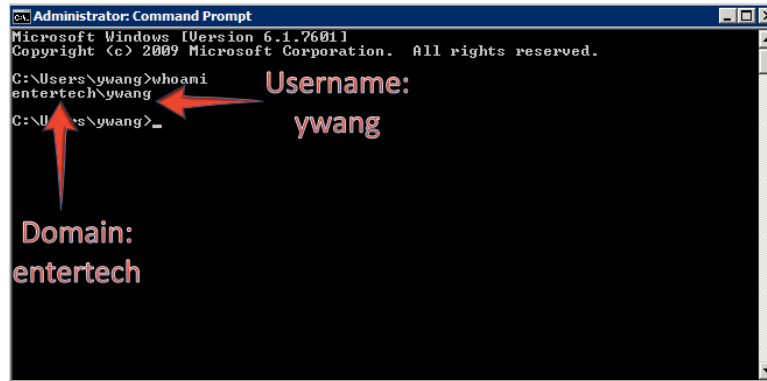 Administrator: Command Prompt
Microsoft Windows [Version 6.1.7601]
Copyright (c) 2009 Microsoft Corporation.  All rights reserved.
C:\Users\ywang>whoami
entertech\ywang
C:\Users\ywang>_
Username:
ywang
Domain:
entertech